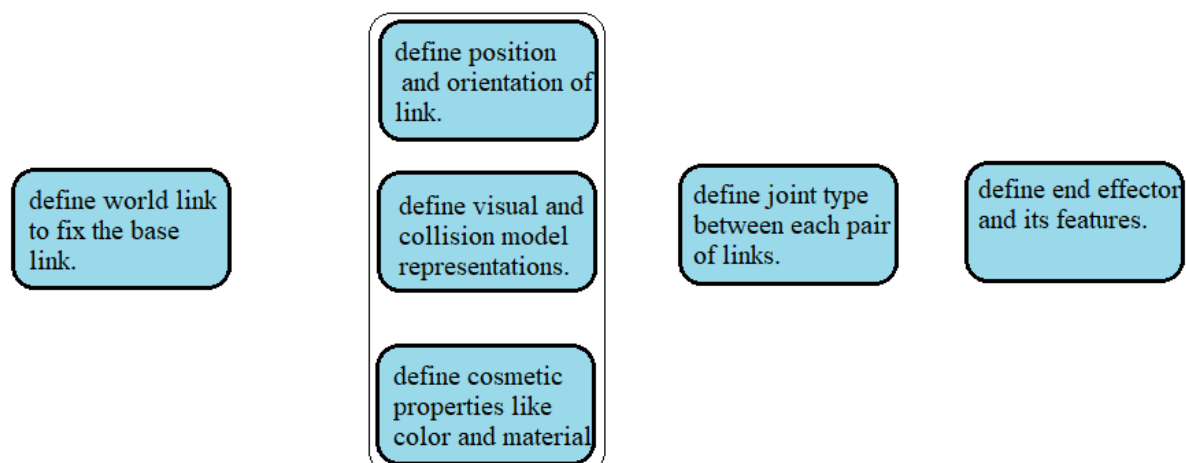 define world link
to fix the base
link.
define position
and orientation of
link.
define visual and
collision model
representations.
define cosmetic
properties like
color and material
define joint type
between each pair
of links.
define end effector
and its features.